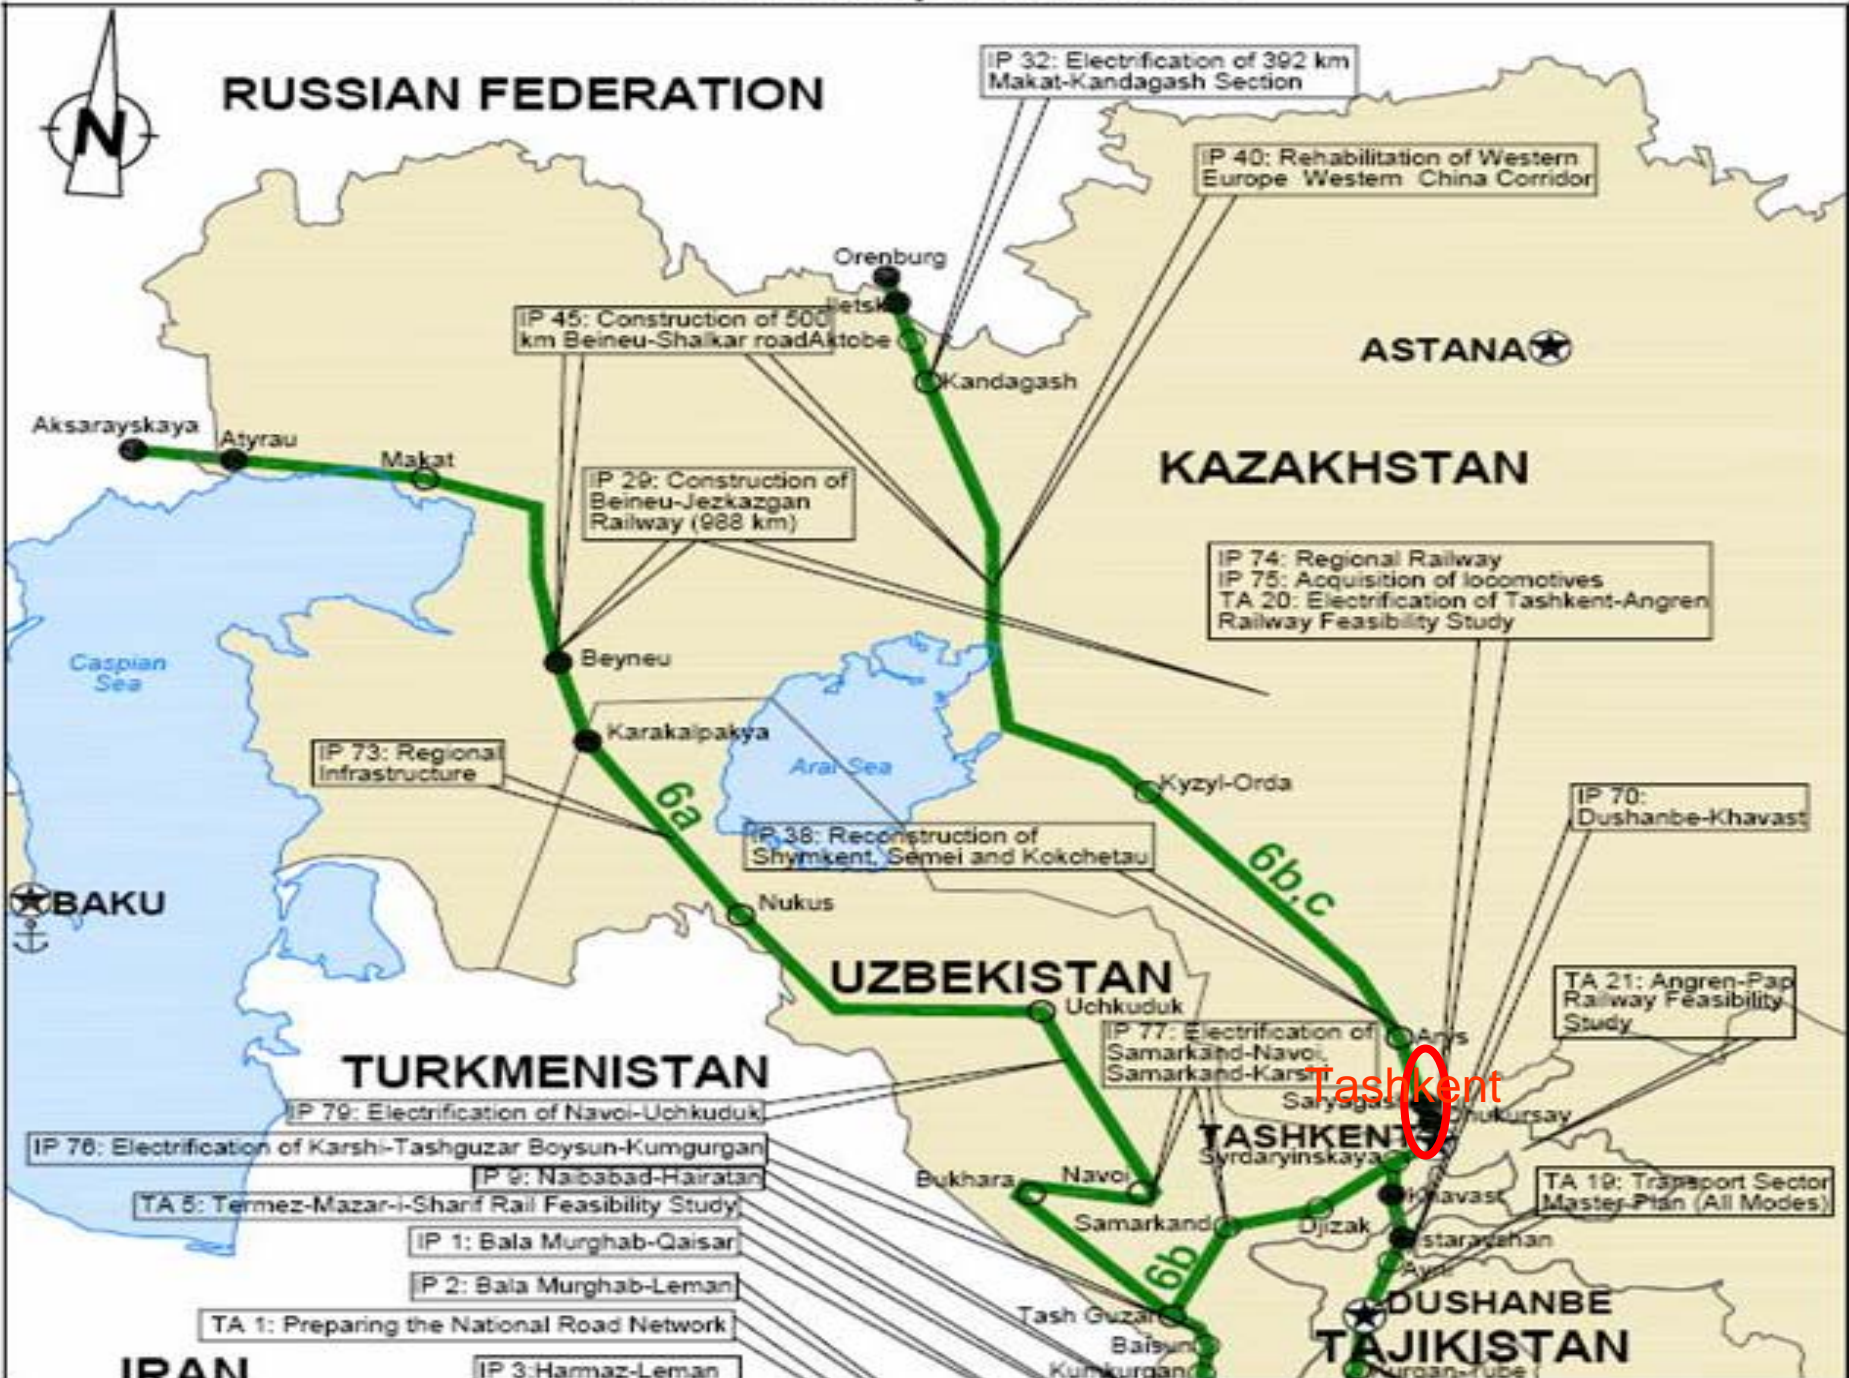 RUSSIAN FEDERATION
N
IP 32: Electrification of 392 km
Makat-Kandagash Section
IP 40: Rehabilitation of Western
Europe Western China Corridor
Orenburg
Iletsk
IP 45: Construction of 500
km Beineu-Shalkar road
Aktobe
ASTANA
Kandagash
Aksarayskaya
Atyrau
Makat
KAZAKHSTAN
IP 29: Construction of
Beineu-Jezkazgan
Railway (988 km)
IP 74: Regional Railway
IP 75: Acquisition of locomotives
TA 20: Electrification of Tashkent-Angren
Railway Feasibility Study
Caspian
Sea
Beyneu
Karakalpakya
IP 73: Regional
Infrastructure
6a
Aral Sea
Kyzyl-Orda
IP 70:
Dushanbe-Khavast
IP 38: Reconstruction of
Shymkent, Semei and Kokchetau
6b,c
BAKU
Nukus
UZBEKISTAN
Uchkuduk
TA 21: Angren-Pap
Railway Feasibility
Study
IP 77: Electrification of
Samarkand-Navoi,
Samarkand-Karshi
Arys
Tashkent
TURKMENISTAN
IP 79: Electrification of Navoi-Uchkuduk
Saryagash
Chukursay
TASHKENT
Syrdaryinskaya
IP 76: Electrification of Karshi-Tashguzar Boysun-Kumgurgan
IP 9: Naibabad-Hairatan
Bukhara
Navoi
Khavast
TA 19: Transport Sector
Master Plan (All Modes)
TA 5: Termez-Mazar-i-Sharif Rail Feasibility Study
Samarkand
Djizak
Istaravshan
IP 1: Bala Murghab-Qaisar
Ayni
6b
IP 2: Bala Murghab-Leman
DUSHANBE
TA 1: Preparing the National Road Network
Tash Guzar
TAJIKISTAN
Baisun
IRAN
IP 3:Harmaz-Leman
Kumkurgan
Kurgan-Tube